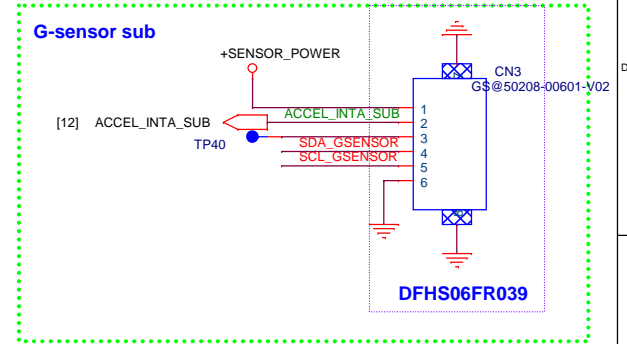 G-sensor sub
+SENSOR_POWER
D
CN3
GS@50208-00601-V02
[12] ACCEL_INTA_SUB
ACCEL_INTA_SUB
1
2
TP40
3
SDA_GSENSOR
4
SCL_GSENSOR
5
6
DFHS06FR039